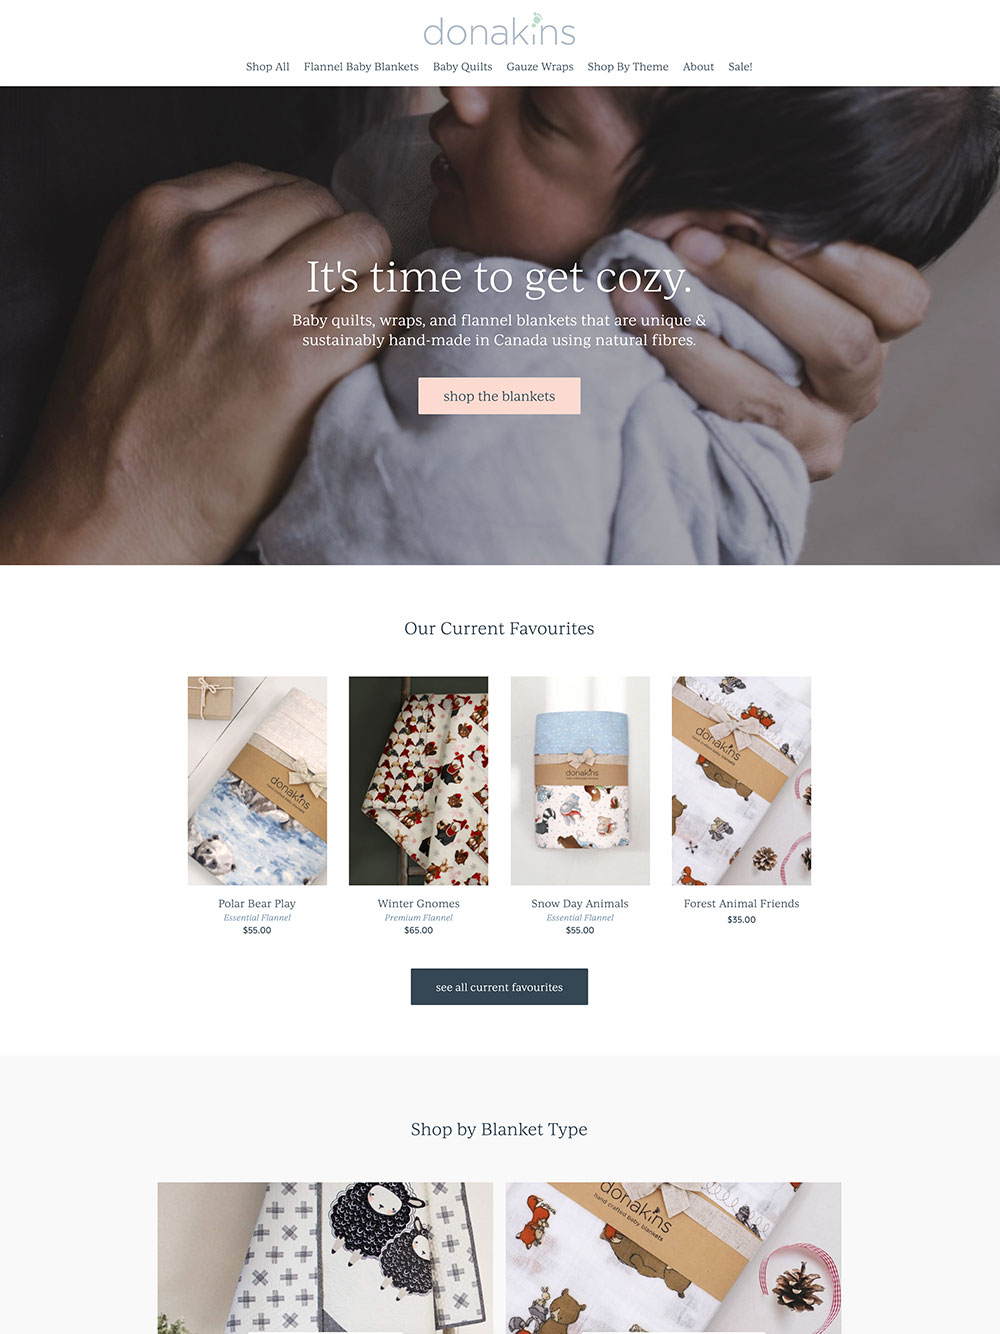 donakins
Shop All Flannel Baby Blankets Baby Quilts Gauze Wraps Shop By Theme About Sale!
It's time to get cozy.
Baby quilts, wraps, and flannel blankets that are unique &
sustainably hand-made in Canada using natural fibres.
shop the blankets
Our Current Favourites
donakins
donakins
donakins
Polar Bear Play Winter Gnomes Snow Day Animals Forest Animal Friends
Essential Flannel Premium Flannel Essential Flannel
$55.00 $65.00 $55.00 $35.00
see all current favourites
Shop by Blanket Type
donakins
hand crafted baby blankets